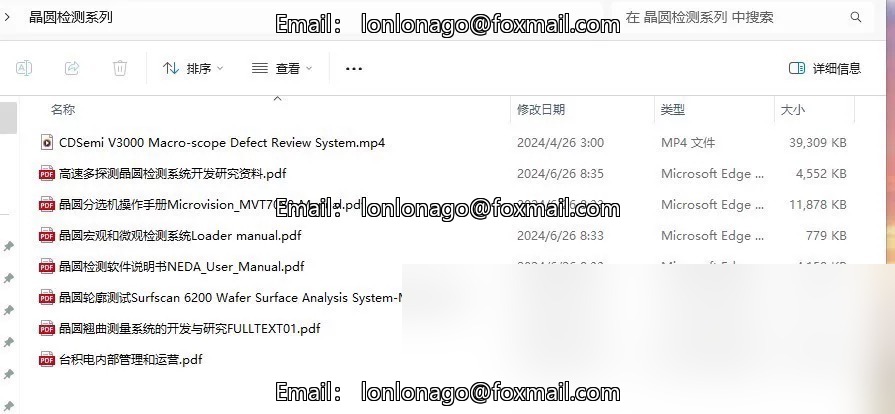 晶圆检测系列
Email： lonlonago@foxmail.com
在 晶圆检测系列 中搜索
排序 查看 详细信息
名称 修改日期 类型 大小
CDSemi V3000 Macro-scope Defect Review System.mp4 2024/4/26 3:00 MP4 文件 39,309 KB
高速多探测晶圆检测系统开发研究资料.pdf 2024/6/26 8:35 Microsoft Edge ... 4,552 KB
晶圆分选机操作手册Microvision_ 11,878 KB
Email： lonlonago@foxmail.com
晶圆宏观和微观检测系统Loader manual.pdf 2024/6/26 8:33 Microsoft Edge ... 779 KB
晶圆检测软件说明书NEDA_User_Manual.pdf
晶圆轮廓测试Surfscan 6200 Wafer Surface Analysis System-
晶圆翘曲测量系统的开发与研究FULLTEXT01.pdf
台积电内部管理和运营.pdf
Email： lonlonago@foxmail.com